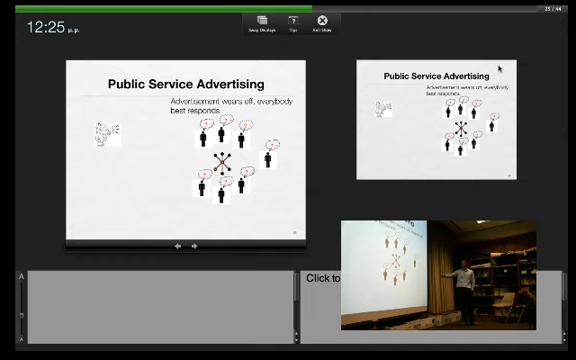 25 / 44
12:25 μ.μ.
Swap Displays
Tips
Exit Show
Public Service Advertising
Advertisement wears off, everybody
best responds.
Public Service Advertising
Advertisement wears off, everybody
best responds.
Click to
A
A